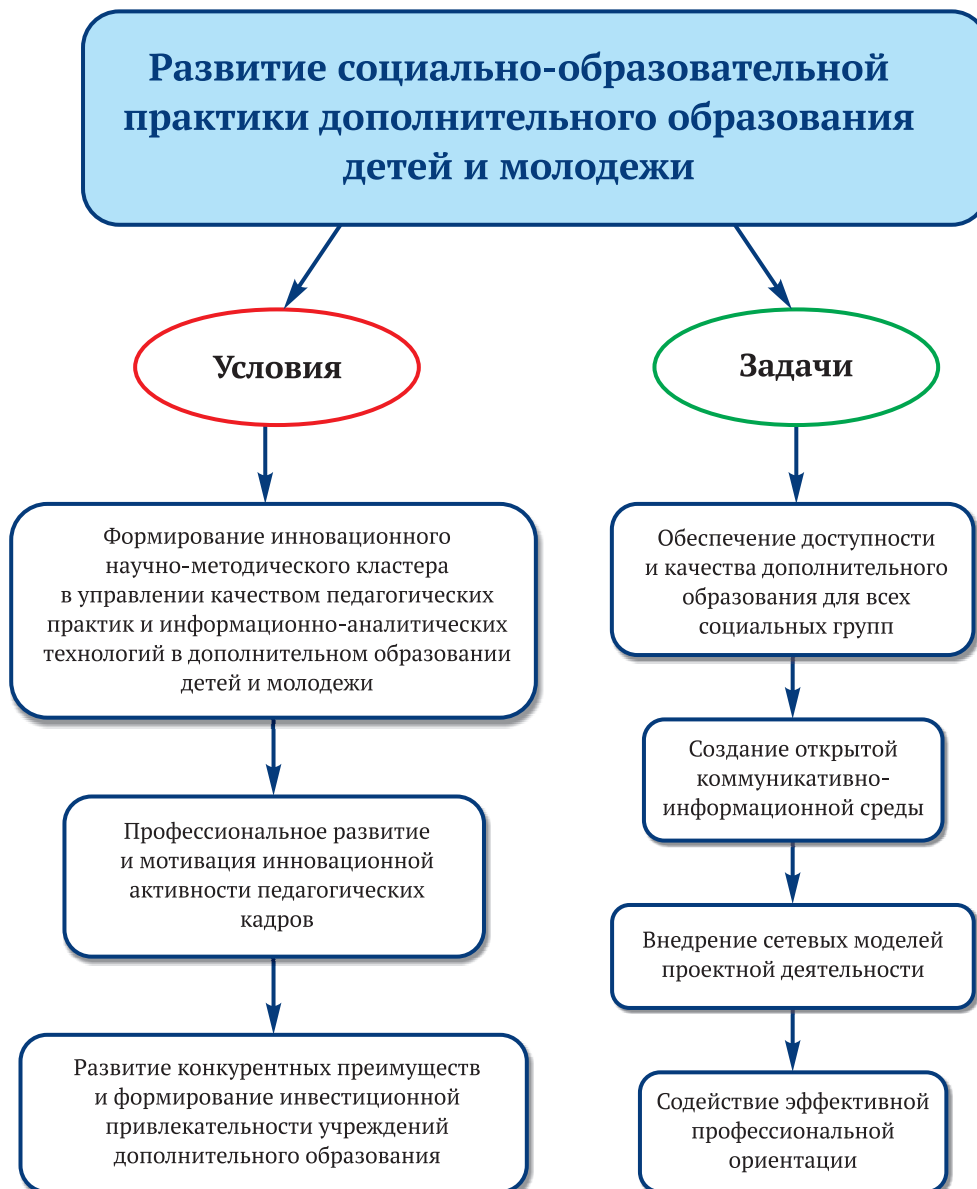 Развитие социально-образовательной
практики дополнительного образования
детей и молодежи
Условия
Формирование инновационного
научно-методического кластера
в управлении качеством педагогических
практик и информационно-аналитических
технологий в дополнительном образовании
детей и молодежи
Профессиональное развитие
и мотивация инновационной
активности педагогических
кадров
Развитие конкурентных преимуществ
и формирование инвестиционной
привлекательности учреждений
дополнительного образования
Задачи
Обеспечение доступности
и качества дополнительного
образования для всех
социальных групп
Создание открытой
коммуникативно-
информационной среды
Внедрение сетевых моделей
проектной деятельности
Содействие эффективной
профессиональной
ориентации